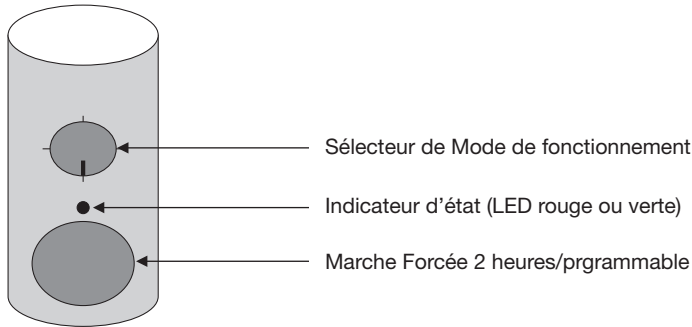 Sélecteur de Mode de fonctionnement
Indicateur d’état (LED rouge ou verte)
Marche Forcée 2 heures/prgrammable